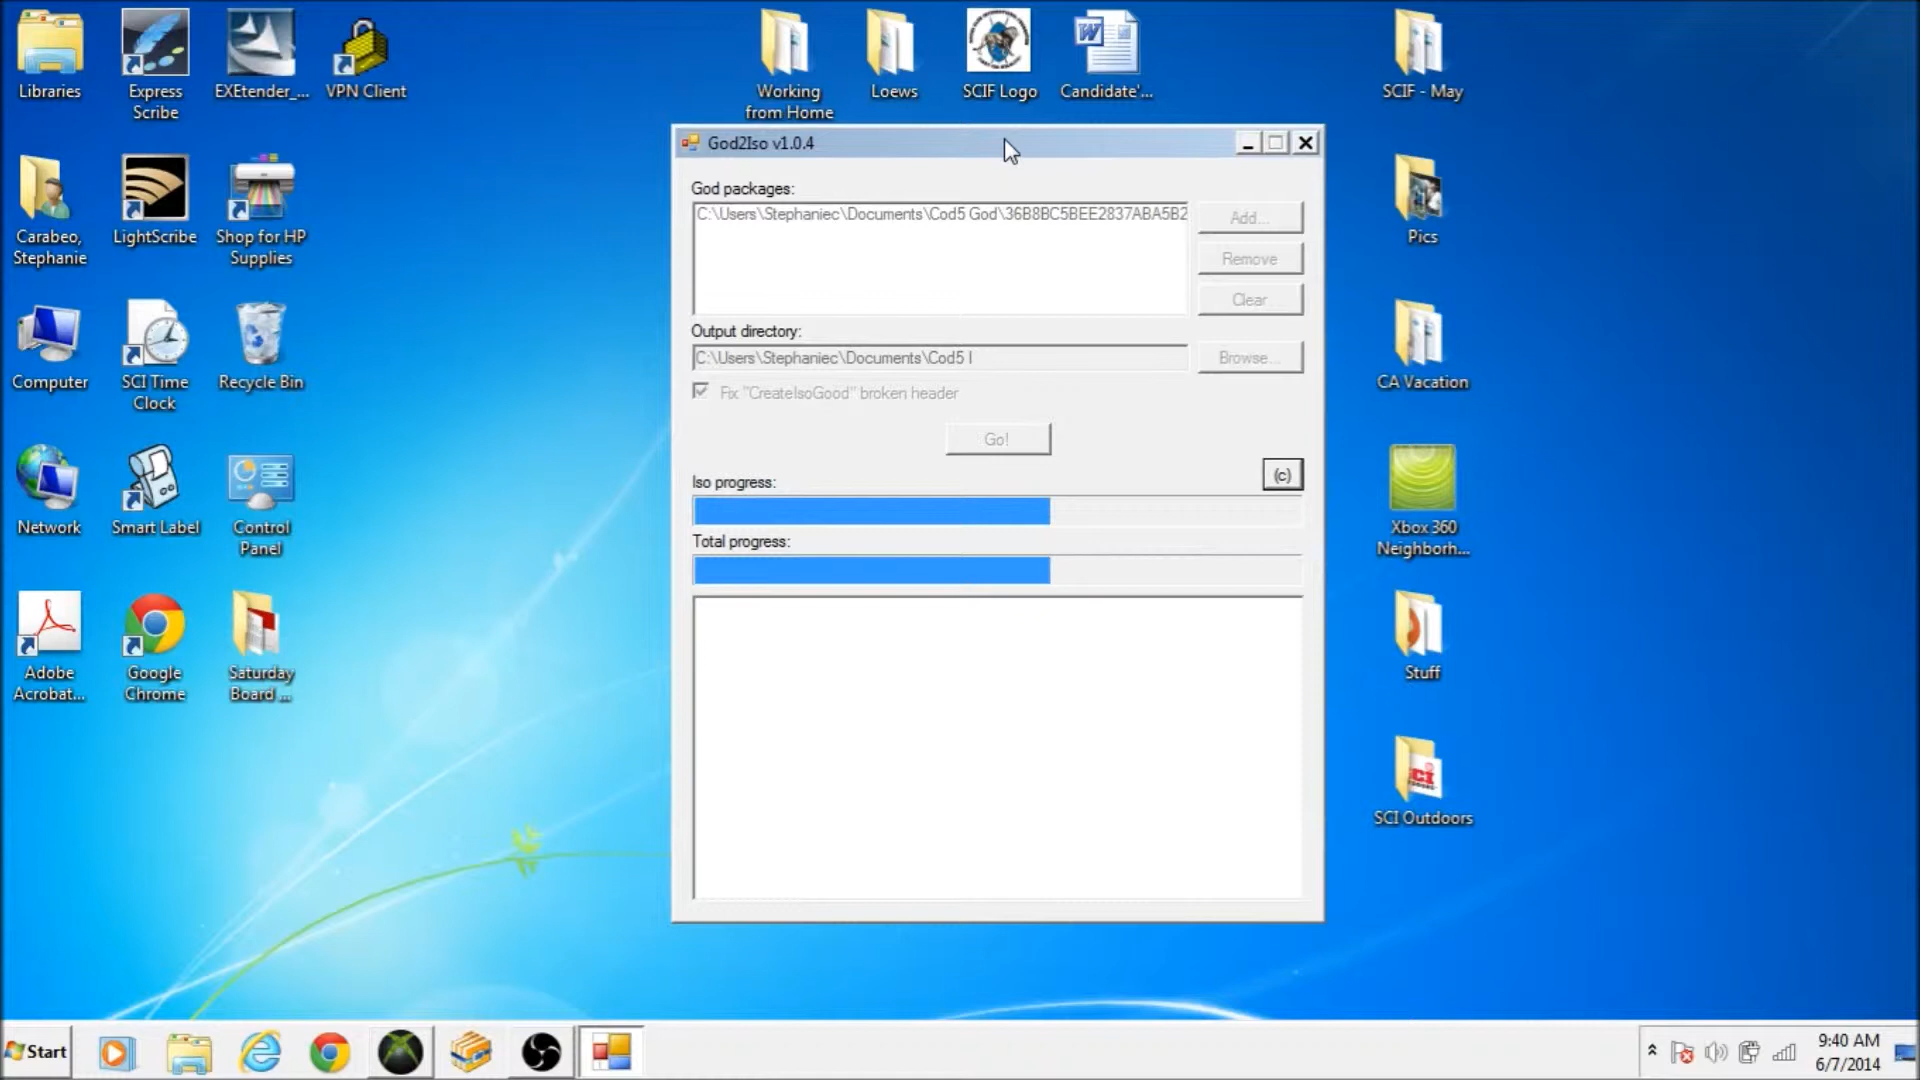 Libraries
Express
Scribe
EXEtender_...
VPN Client
Working
from Home
Loews
SCIF Logo
Candidate'...
SCIF - May
God2Iso v1.0.4
God packages:
C:\Users\Stephaniec\Documents\Cod5 God\36B8BC5BEE2837ABA5B2
Add...
Remove
Clear
Output directory:
C:\Users\Stephaniec\Documents\Cod5 I
Browse...
Fix "CreateIsoGood" broken header
Go!
(c)
Iso progress:
Total progress:
Carabeo,
Stephanie
LightScribe
Shop for HP
Supplies
Pics
Computer
SCI Time
Clock
Recycle Bin
CA Vacation
Network
Smart Label
Control
Panel
Xbox 360
Neighborh...
Adobe
Acrobat...
Google
Chrome
Saturday
Board ...
Stuff
SCI Outdoors
Start
9:40 AM
6/7/2014